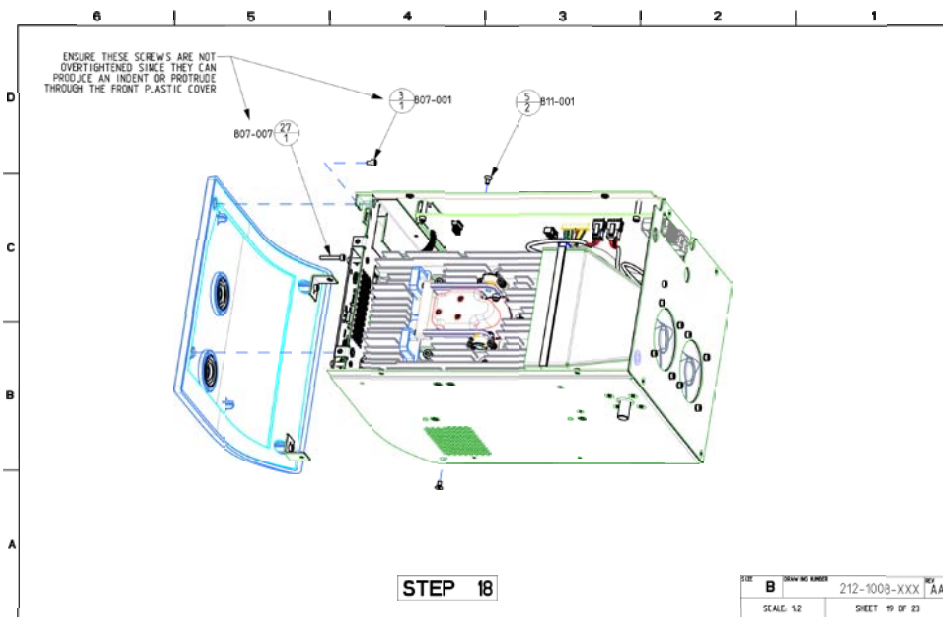 6 5 4 3 2 1
ENSURE THESE SCREWS ARE NOT
OVERTIGHTENED SINCE THEY CAN
PRODUCE AN INDENT OR PROTRUDE
THROUGH THE FRONT PLASTIC COVER
D
3
1
807-001
5
2
811-001
807-007
27
1
C
B
A
STEP 18
SIZE
B
DRAWING NUMBER
212-1008-XXX
REV
AA
SCALE: 1:2
SHEET 19 OF 23